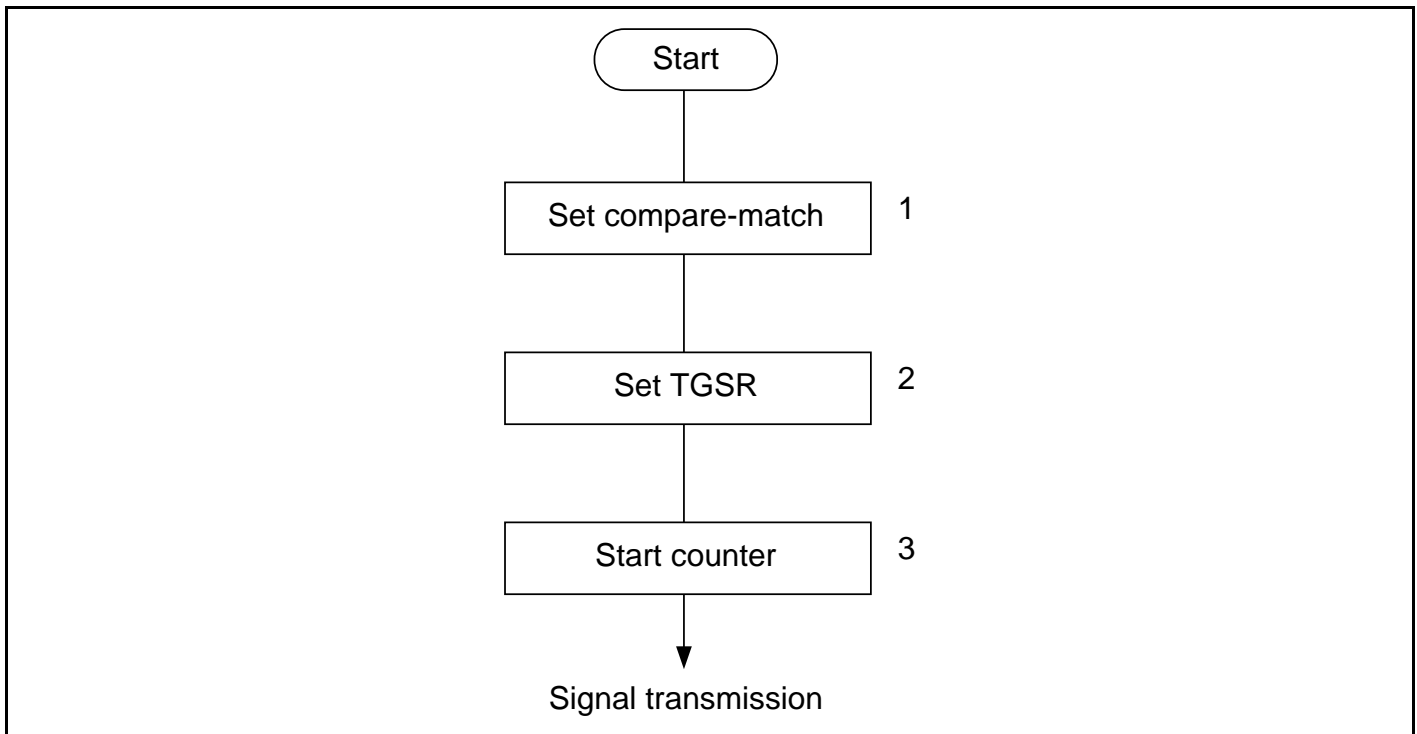 Start
Set compare-match 1
Set TGSR 2
Start counter 3
Signal transmission